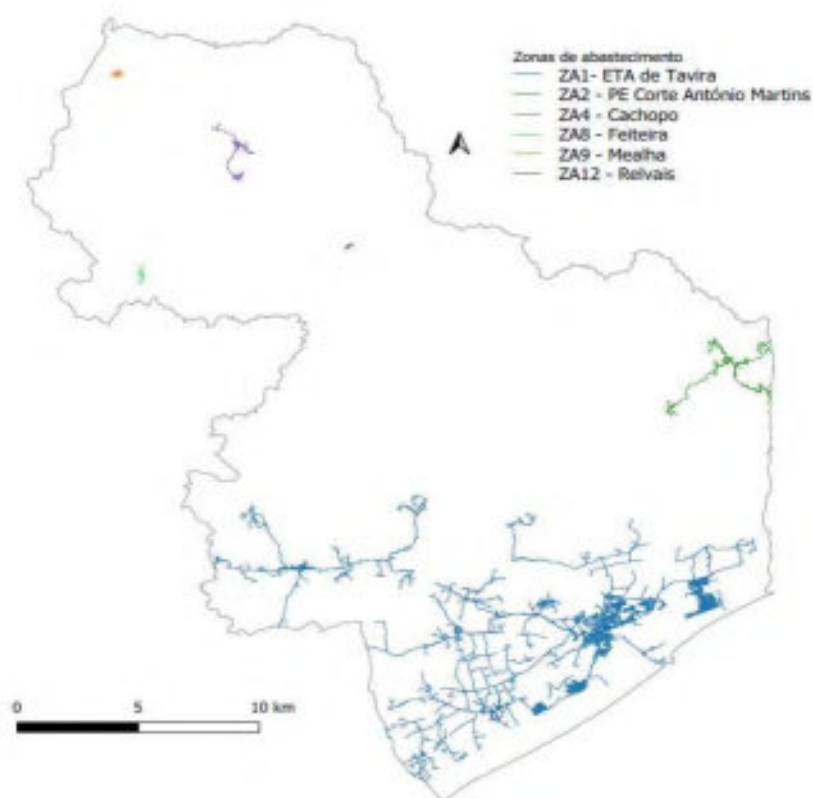 Zonas de abastecimento
ZA1- ETA de Tavira
ZA2 - PE Corte António Martins
ZA4 - Cachopo
ZA8 - Feiteira
ZA9 - Mealha
ZA12 - Relvais
0 5 10 km